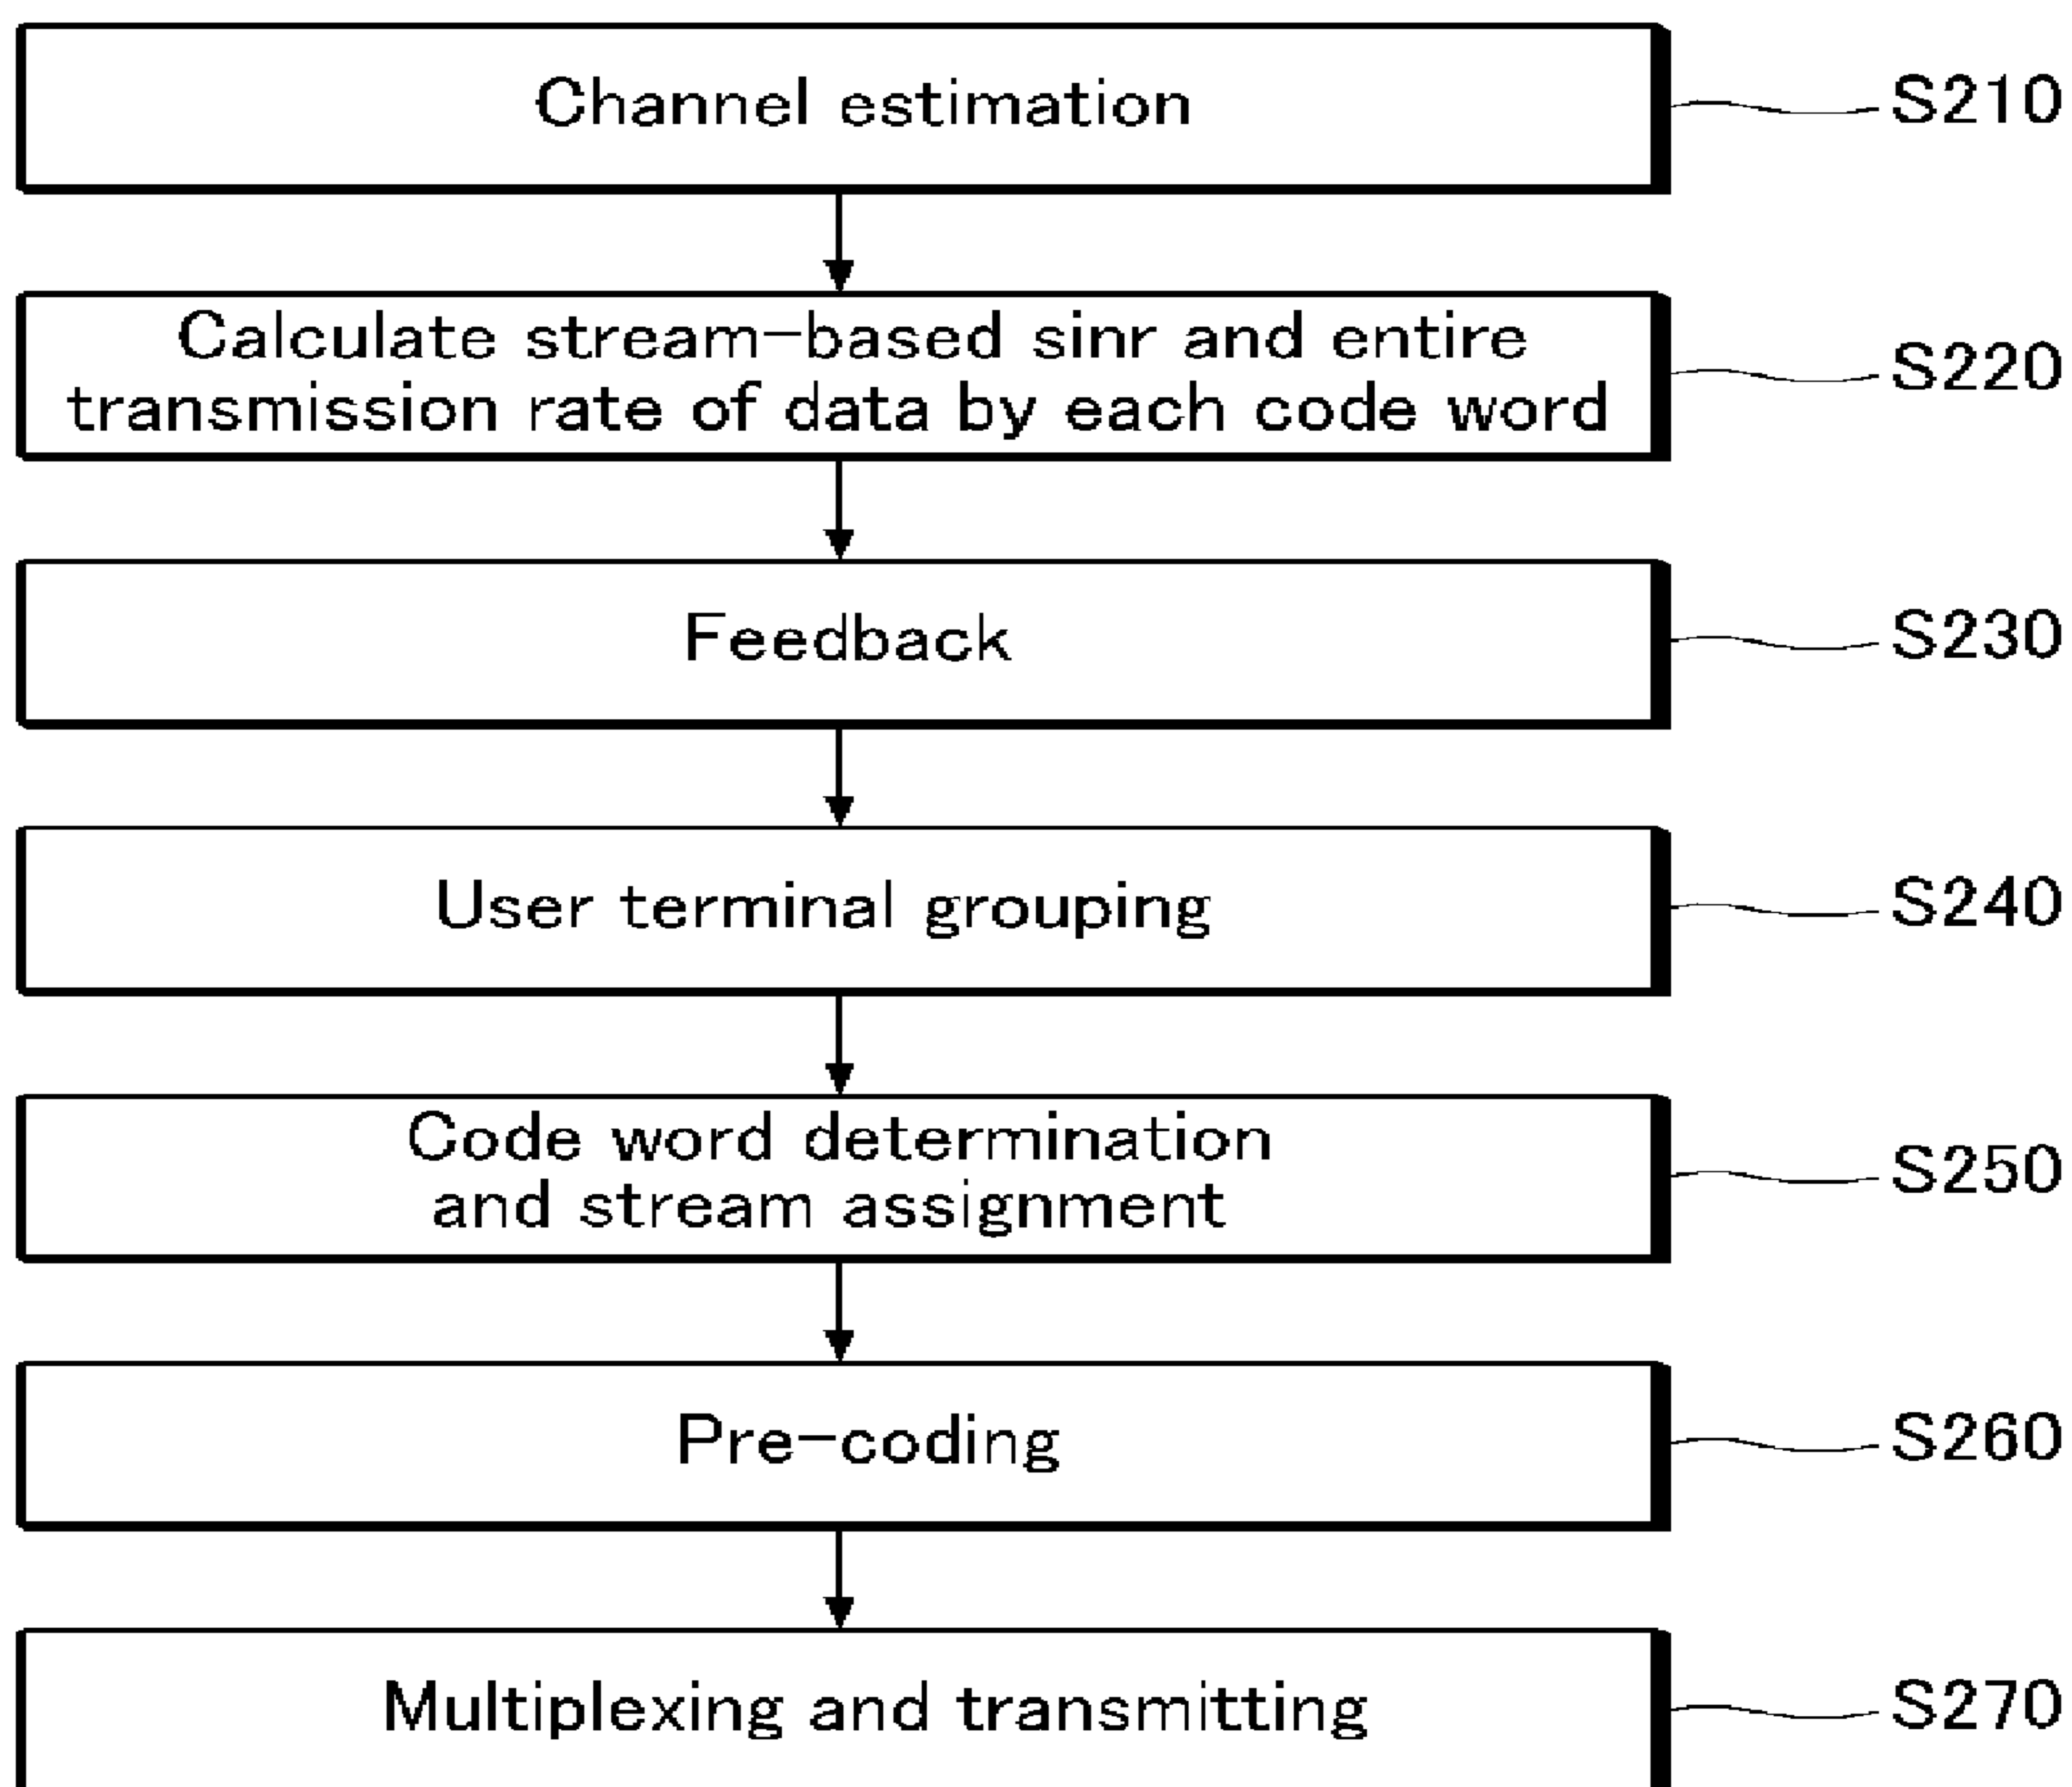 Channel estimation
S210
Calculate stream-based sinr and entire
transmission rate of data by each code word
S220
Feedback
S230
User terminal grouping
S240
Code word determination
and stream assignment
S250
Pre-coding
S260
Multiplexing and transmitting
S270